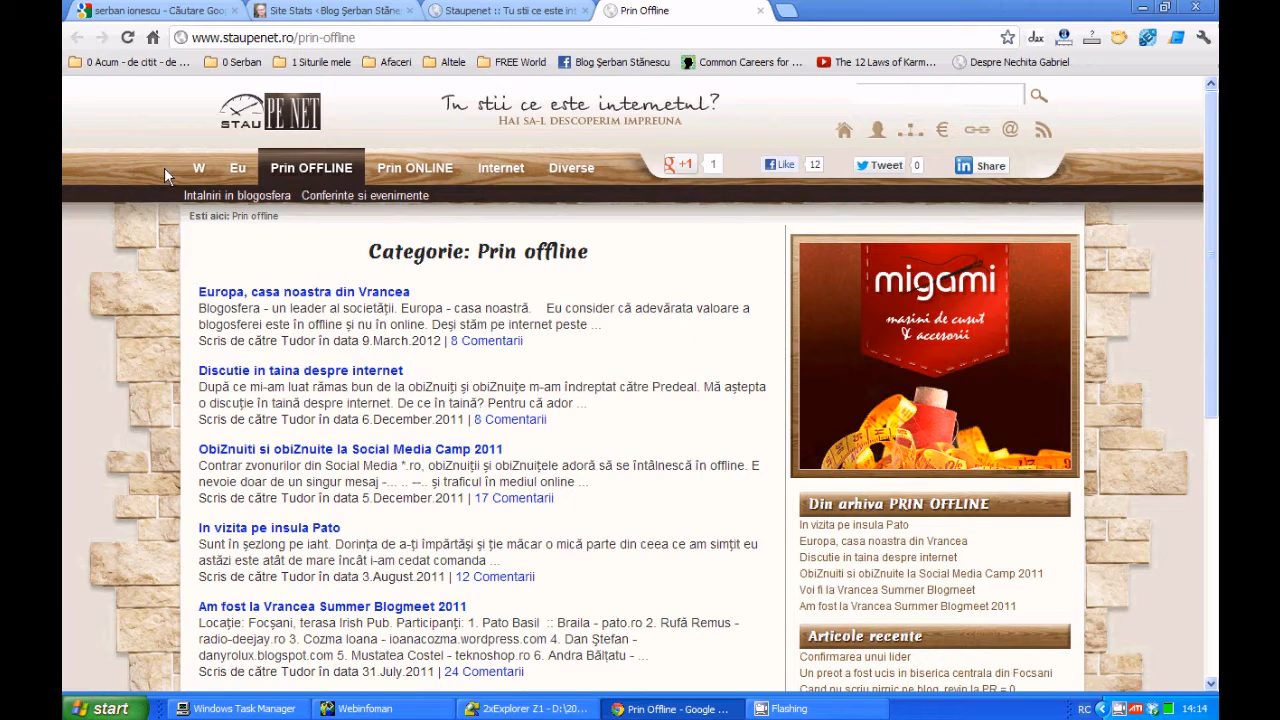 serban ionescu - Căutare Goo
Site Stats ‹ Blog Şerban Stăne
Staupenet :: Tu stii ce este int
Prin Offline
www.staupenet.ro/prin-offline
0 Acum - de citit - de ...
0 Serban
1 Siturile mele
Afaceri
Altele
FREE World
Blog Şerban Stănescu
Common Careers for ...
The 12 Laws of Karm...
Despre Nechita Gabriel
STAU PE NET
Tu stii ce este internetul?
HAI SA-L DESCOPERIM IMPREUNA
W
Eu
Prin OFFLINE
Prin ONLINE
Internet
Diverse
+1
1
Like
12
Tweet
0
Share
Intalniri in blogosfera
Conferinte si evenimente
Esti aici: Prin offline
Categorie: Prin offline
Europa, casa noastra din Vrancea
Blogosfera - un leader al societății. Europa - casa noastră. Eu consider că adevărata valoare a
blogosferei este în offline și nu în online. Deși stăm pe internet peste ...
Scris de către Tudor în data 9.March.2012 | 8 Comentarii
Discutie in taina despre internet
După ce mi-am luat rămas bun de la obiZnuiți și obiZnuițe m-am îndreptat către Predeal. Mă aștepta
o discuție în taină despre internet. De ce în taină? Pentru că ador ...
Scris de către Tudor în data 6.December.2011 | 8 Comentarii
ObiZnuiti si obiZnuite la Social Media Camp 2011
Contrar zvonurilor din Social Media *.ro, obiZnuiții și obiZnuițele adoră să se întâlnescă în offline. E
nevoie doar de un singur mesaj -... .. --.. și traficul în mediul online ...
Scris de către Tudor în data 5.December.2011 | 17 Comentarii
In vizita pe insula Pato
Sunt în șezlong pe iaht. Dorința de a-ți împărtăși și ție măcar o mică parte din ceea ce am simțit eu
astăzi este atât de mare încât i-am cedat comanda ...
Scris de către Tudor în data 3.August.2011 | 12 Comentarii
Am fost la Vrancea Summer Blogmeet 2011
Locație: Focșani, terasa Irish Pub. Participanți: 1. Pato Basil :: Braila - pato.ro 2. Rufă Remus -
radio-deejay.ro 3. Cozma Ioana - ioanacozma.wordpress.com 4. Dan Ștefan -
danyrolux.blogspot.com 5. Mustatea Costel - teknoshop.ro 6. Andra Bălțatu - ...
Scris de către Tudor în data 31.July.2011 | 24 Comentarii
migami
masini de cusut
& accesorii
Din arhiva PRIN OFFLINE
In vizita pe insula Pato
Europa, casa noastra din Vrancea
Discutie in taina despre internet
ObiZnuiti si obiZnuite la Social Media Camp 2011
Voi fi la Vrancea Summer Blogmeet
Am fost la Vrancea Summer Blogmeet 2011
Articole recente
Confirmarea unui lider
Un preot a fost ucis in biserica centrala din Focsani
Cand nu scriu nimic pe blog, revin la PR = 0
start
Windows Task Manager
Webinfoman
2xExplorer Z1 - D:\20...
Prin Offline - Google ...
Flashing
RC
14:14